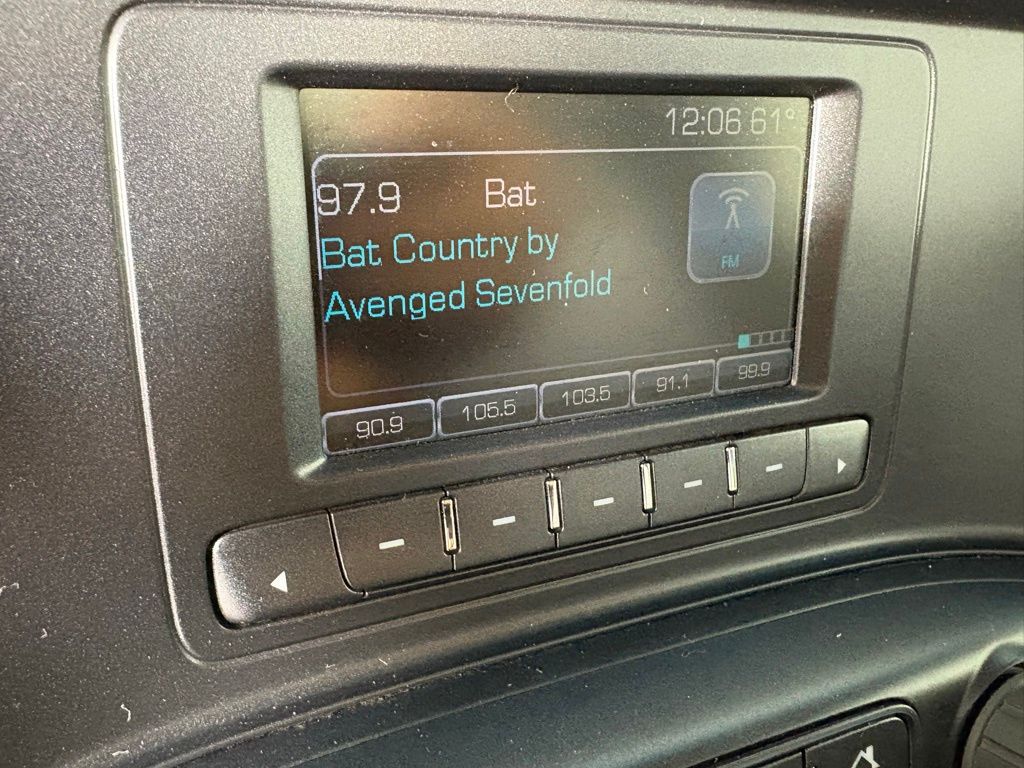 12:06 61°
97.9 Bat
Bat Country by
Avenged Sevenfold
FM
90.9 105.5 103.5 91.1 99.9